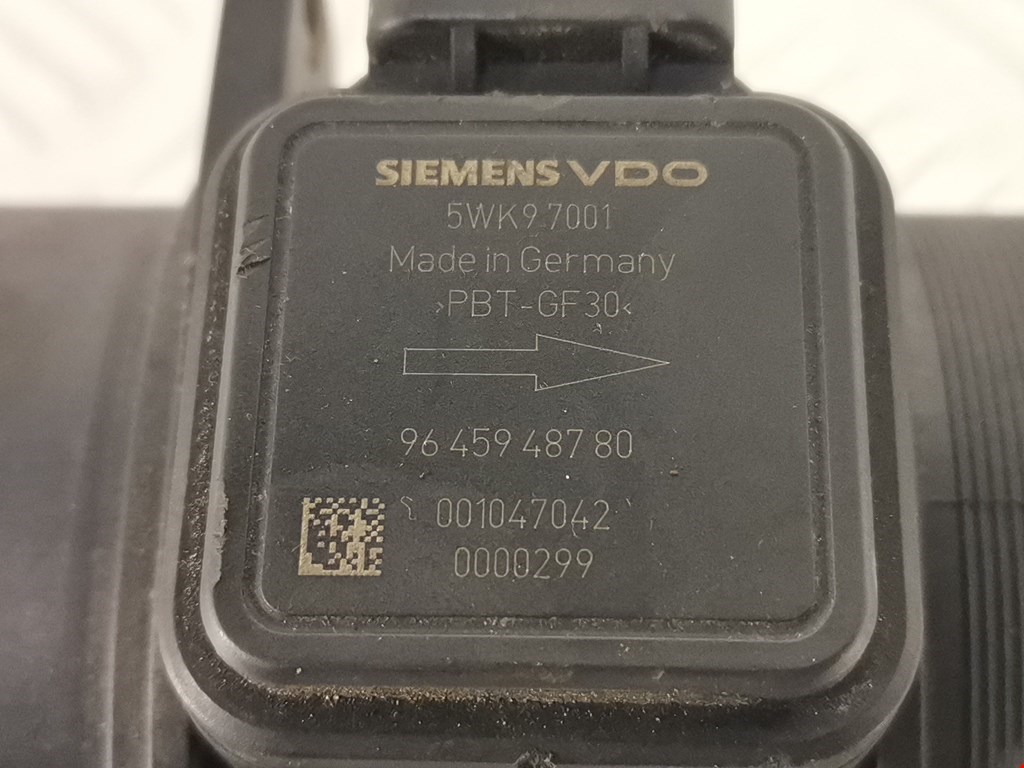 SIEMENS VDO
5WK9 7001
Made in Germany
>PBT-GF30<
96 459 487 80
001047042
0000299